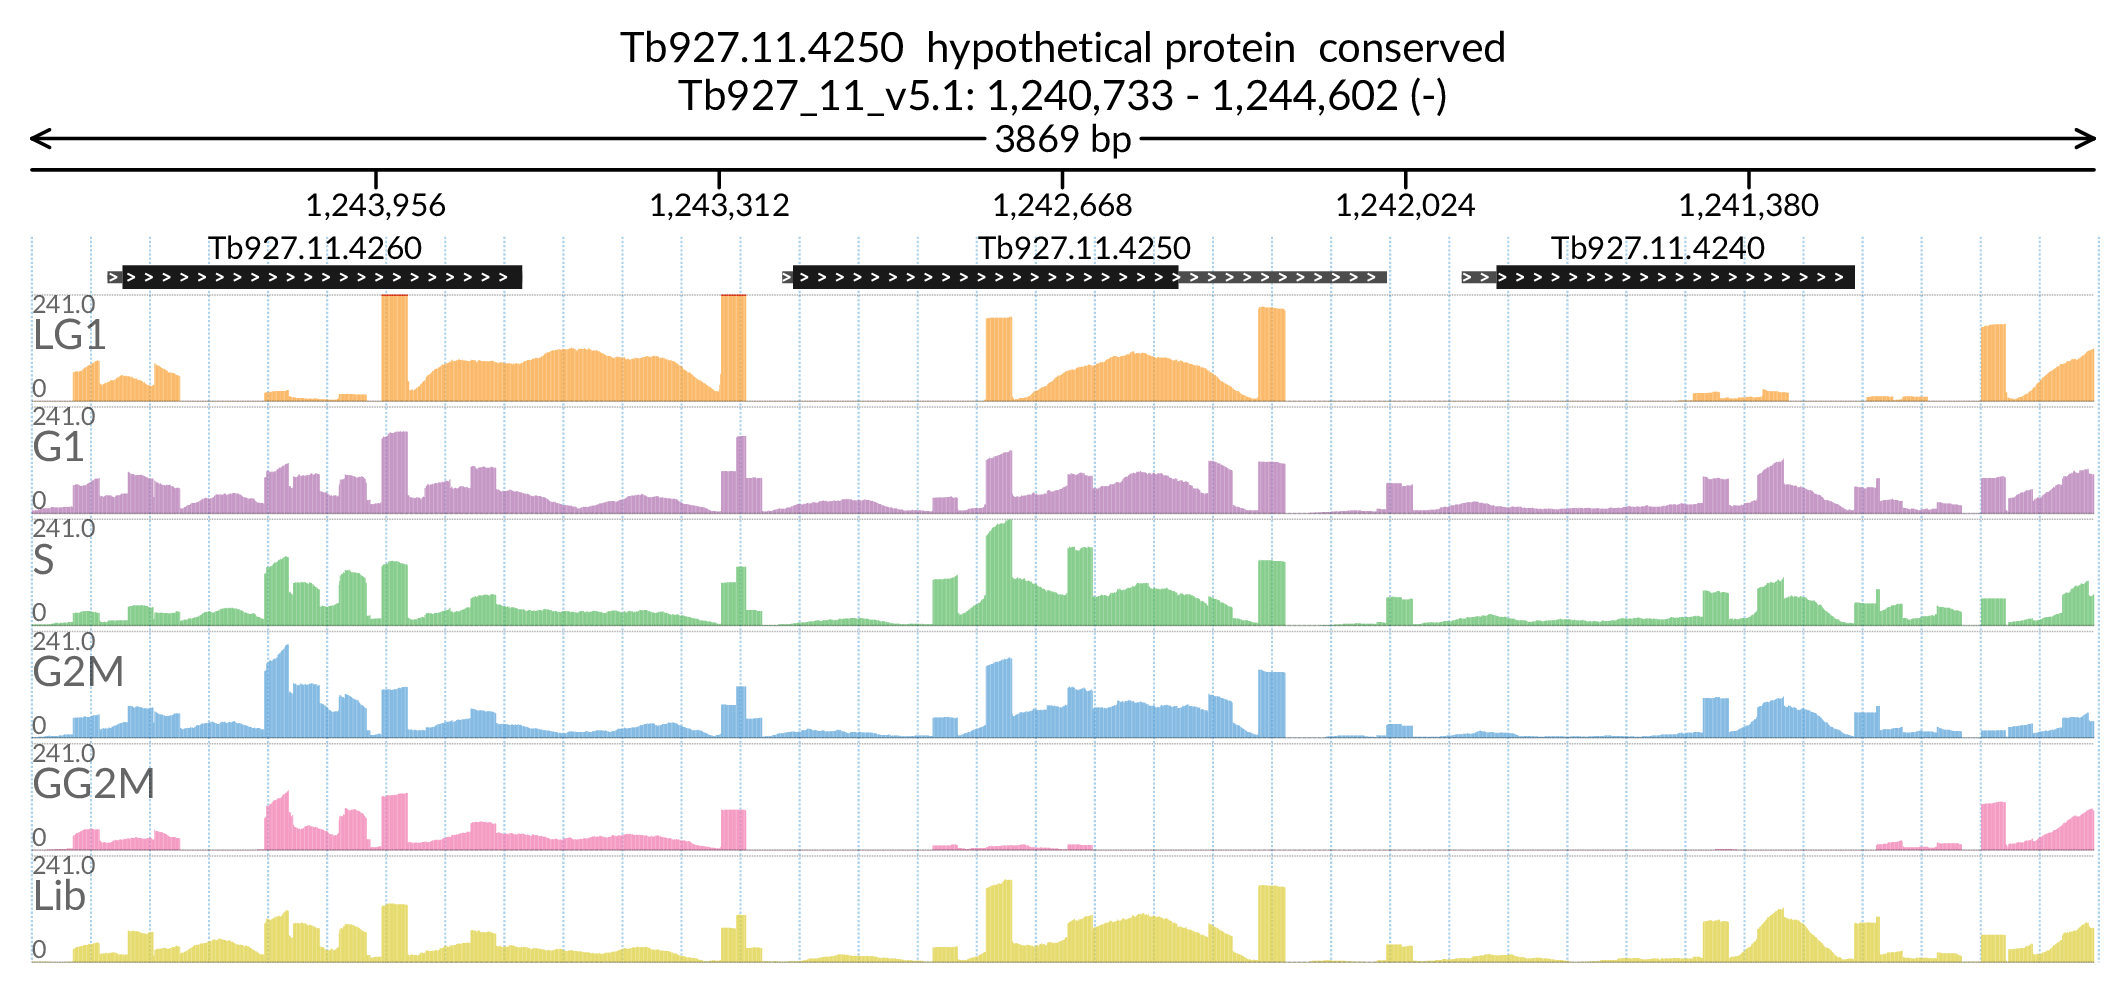 Tb927.11.4250 hypothetical protein conserved
Tb927_11_v5.1: 1,240,733 - 1,244,602 (-)
3869 bp
1,243,956 1,243,312 1,242,668 1,242,024 1,241,380
Tb927.11.4260 Tb927.11.4250 Tb927.11.4240
241.0
LG1
0
241.0
G1
0
241.0
S
0
241.0
G2M
0
241.0
GG2M
0
241.0
Lib
0